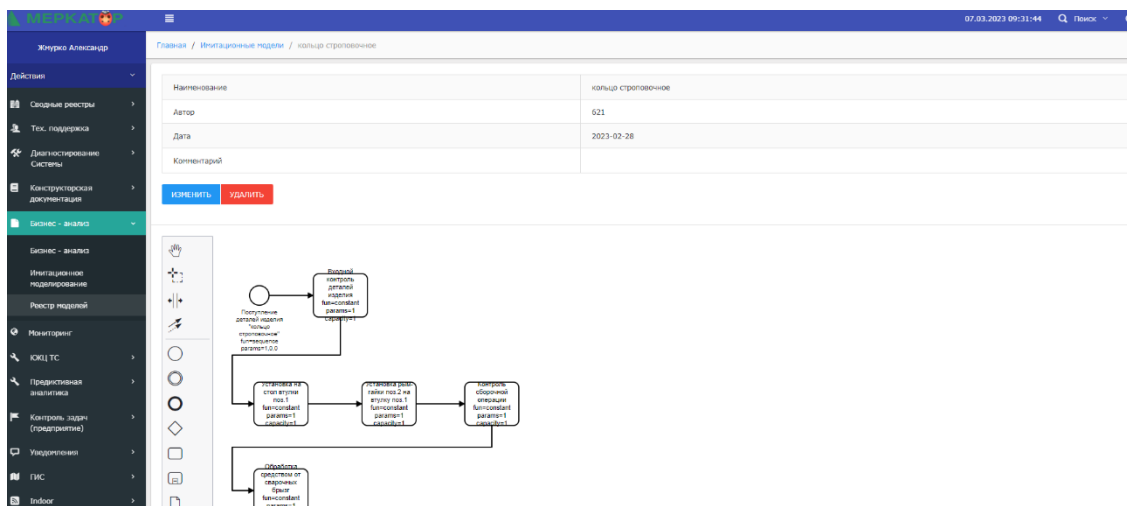 МЕРКАТОР
07.03.2023 09:31:44 Поиск
Жмурко Александр
Главная / Имитационные модели / кольцо строповочное
Действия
Сводные реестры
Тех. поддержка
Диагностирование
Системы
Конструкторская
документация
Бизнес - анализ
Бизнес - анализ
Имитационное
моделирование
Реестр моделей
Мониторинг
КЖЦ ТС
Предиктивная
аналитика
Контроль задач
(предприятие)
Уведомления
ГИС
Indoor
Наименование кольцо строповочное
Автор 621
Дата 2023-02-28
Комментарий
ИЗМЕНИТЬ УДАЛИТЬ
Поступление
деталей изделия
"кольцо
строповочное"
fun=sequence
params=1,0.0
Входной
контроль
деталей
изделия
fun=constant
params=1
capacity=1
Установка на
стол втулки
поз.1
fun=constant
params=1
capacity=1
Установка рым-
гайки поз.2 на
втулку поз.1
fun=constant
params=1
capacity=1
Контроль
сборочной
операции
fun=constant
params=1
capacity=1
Обработка
средством от
сварочных
брызг
fun=constant
params=1